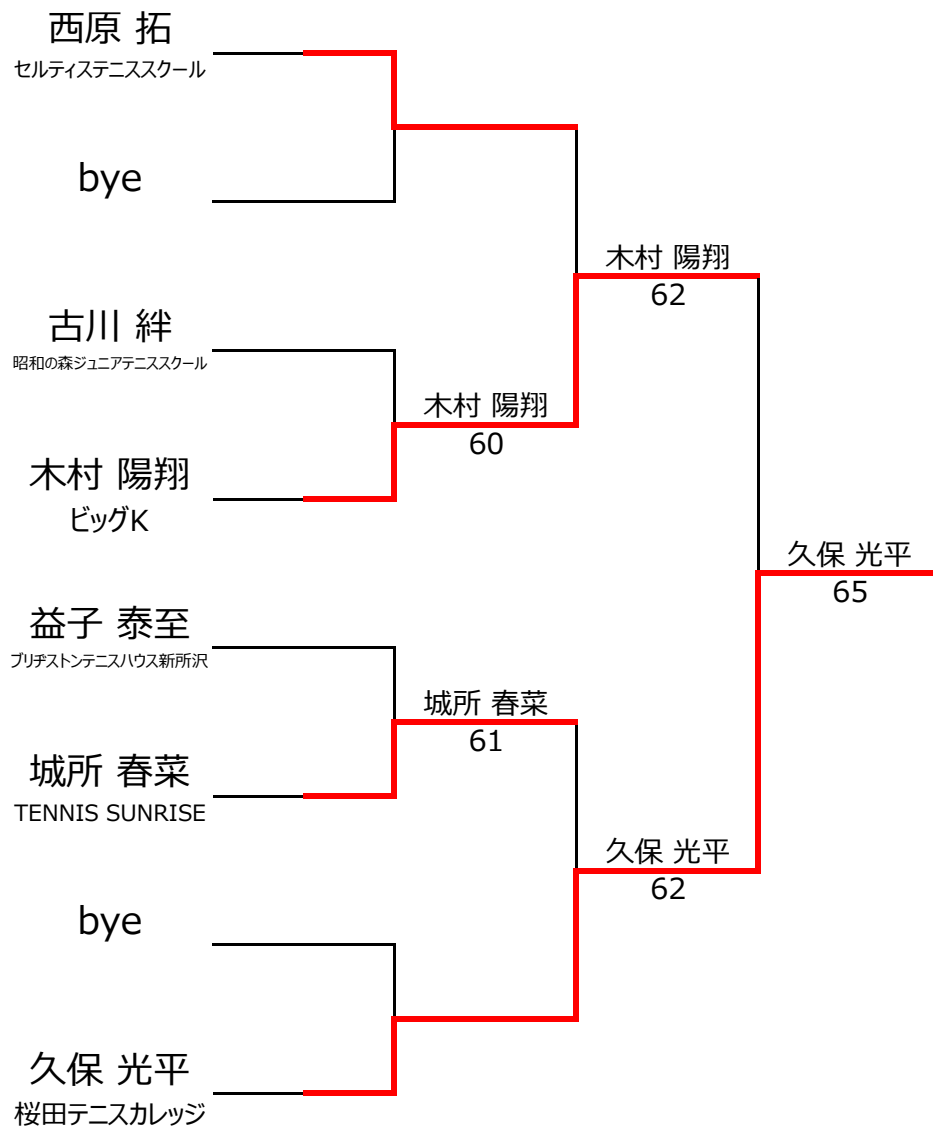 西原 拓
セルティステニススクール
bye
古川 絆
昭和の森ジュニアテニススクール
木村 陽翔
ビッグK
益子 泰至
ブリヂストンテニスハウス新所沢
城所 春菜
TENNIS SUNRISE
bye
久保 光平
桜田テニスカレッジ
木村 陽翔
60
城所 春菜
61
木村 陽翔
62
久保 光平
62
久保 光平
65